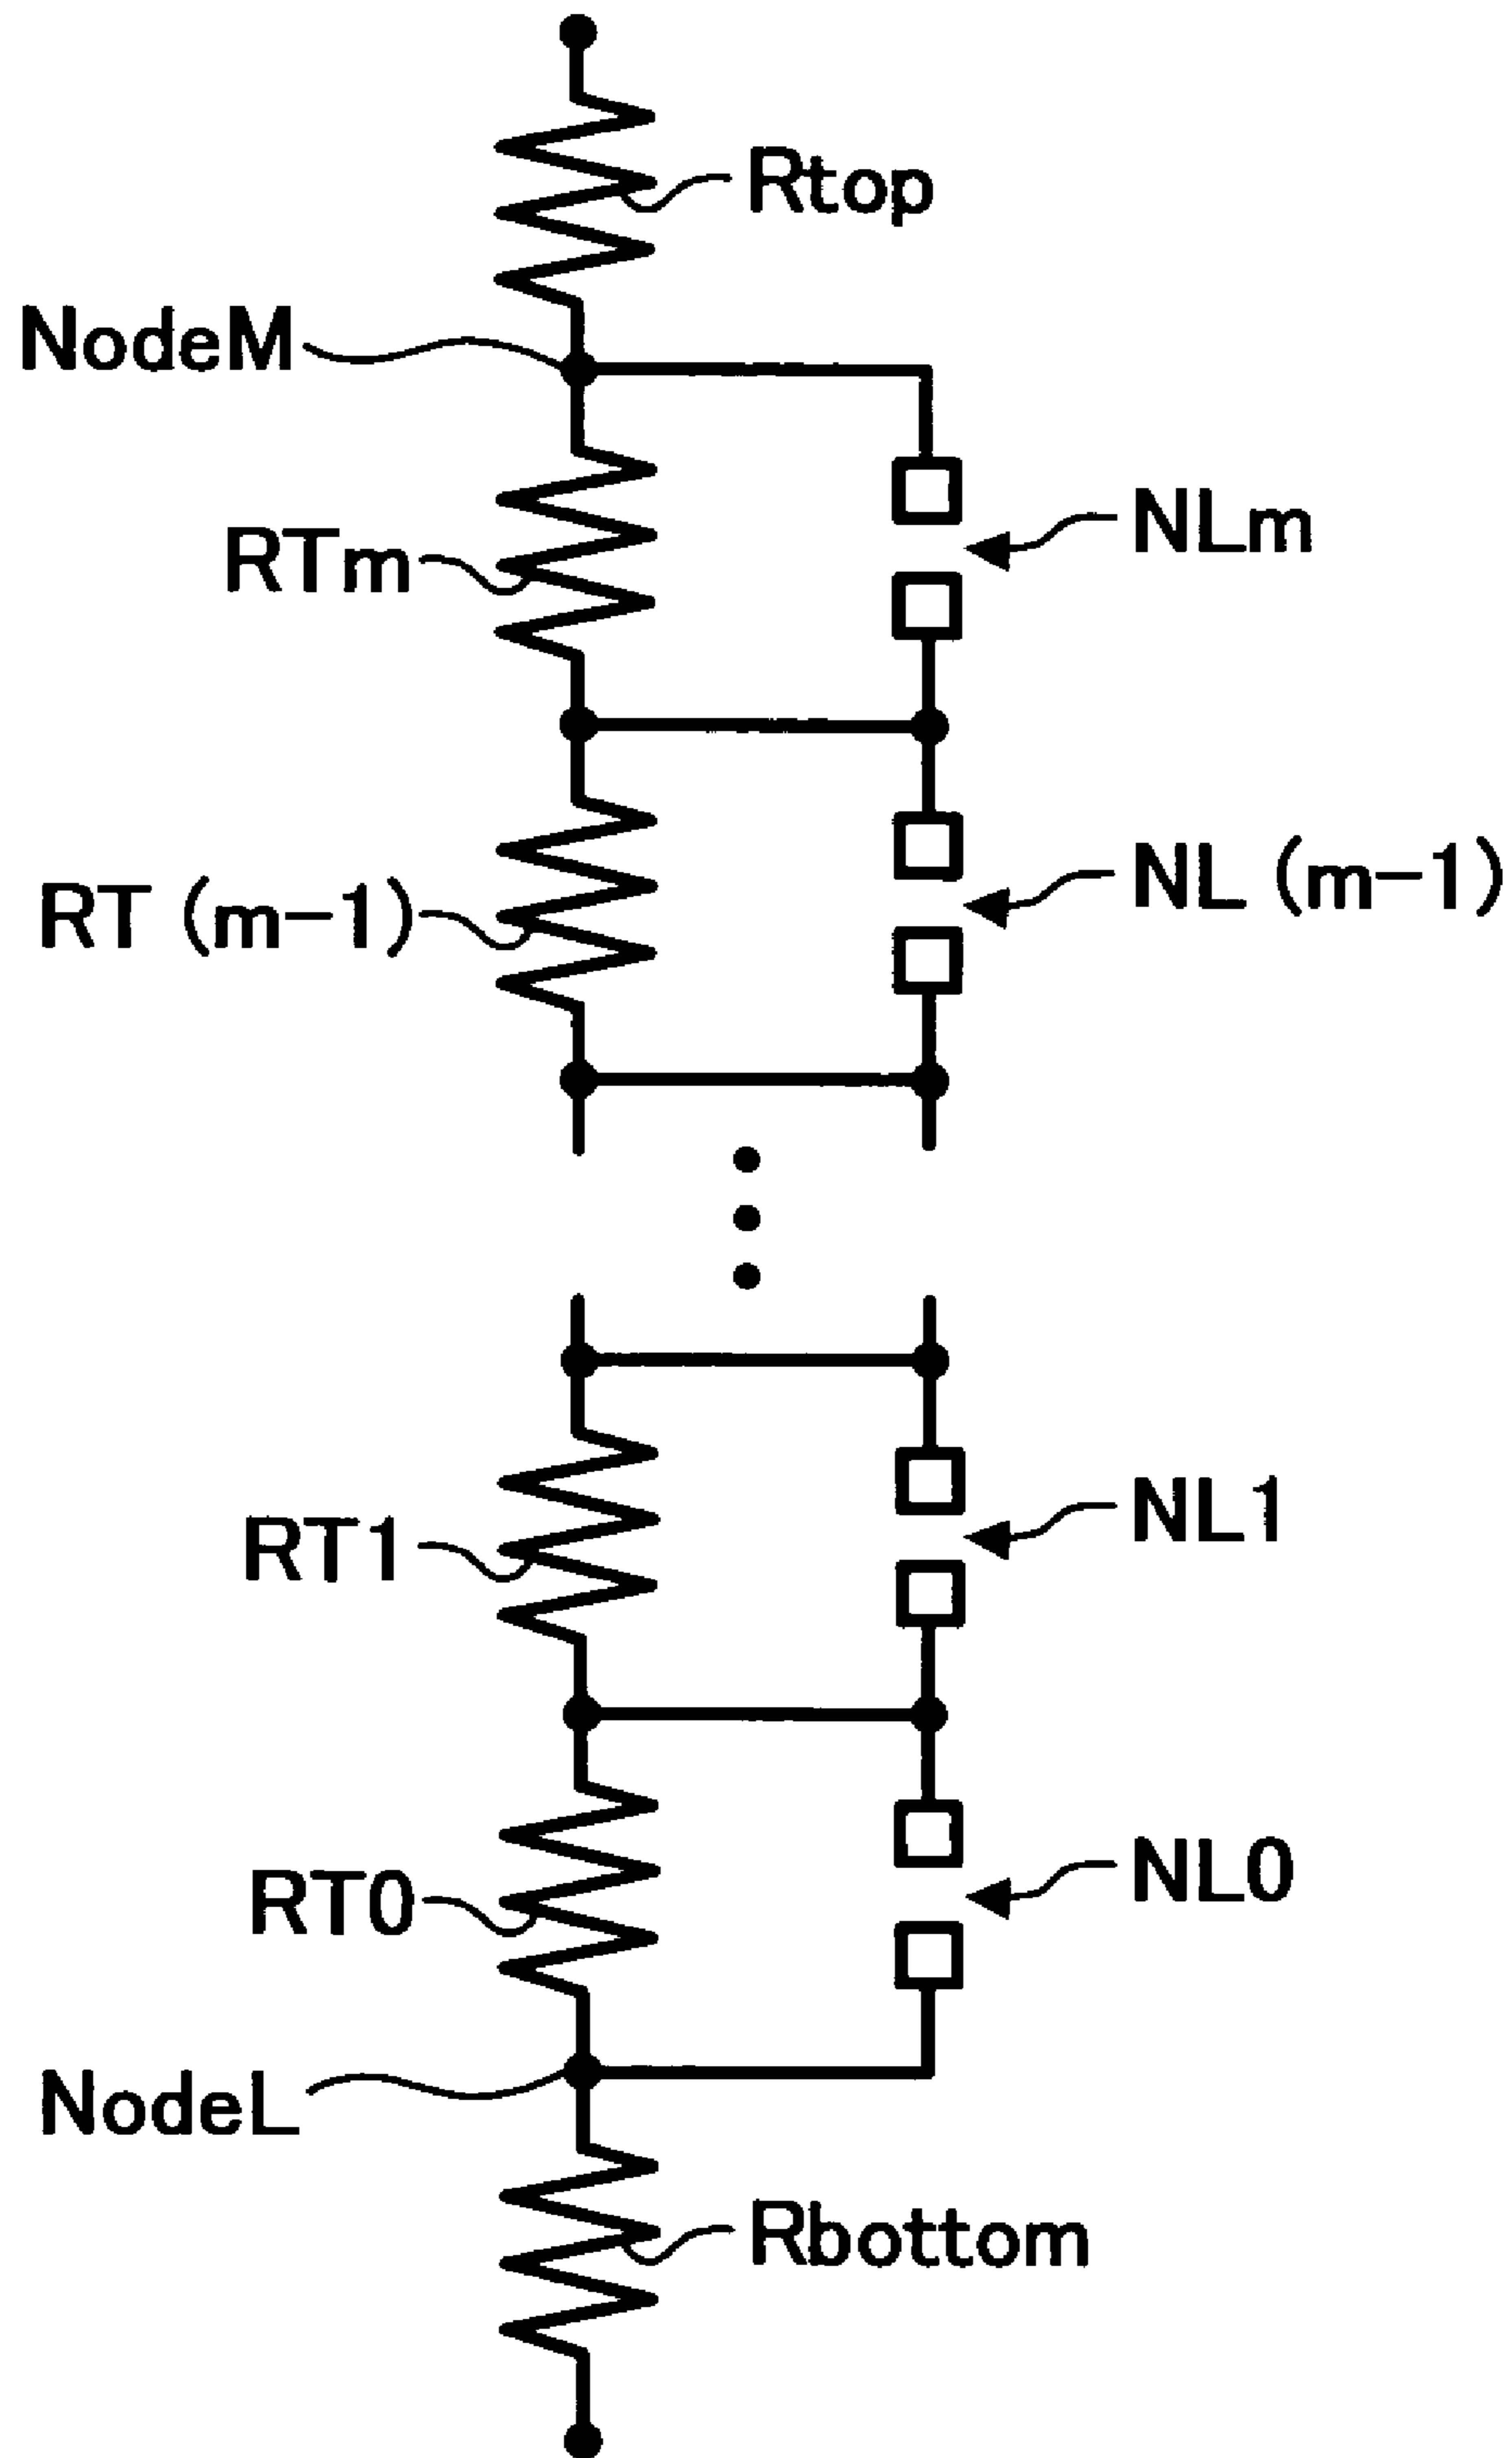 Rtop
NodeM
NLm
RTm
NL (m-1)
RT (m-1)
NL1
RT1
NL0
RT0
NodeL
Rbottom